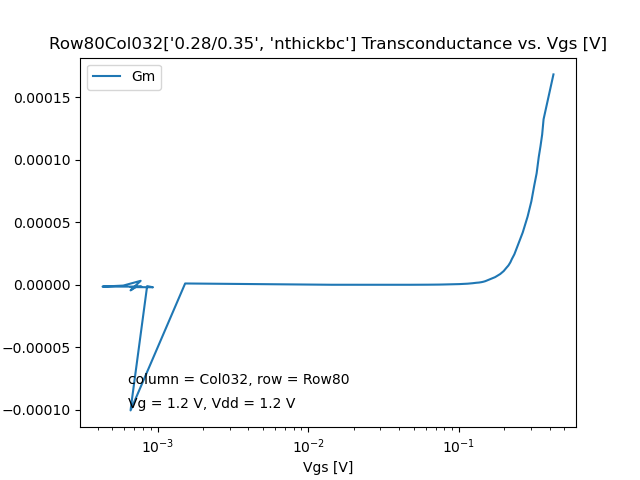 Row80Col032['0.28/0.35', 'nthickbc'] Transconductance vs. Vgs [V]
Gm
0.00015
0.00010
0.00005
0.00000
−0.00005
−0.00010
column = Col032, row = Row80
Vg = 1.2 V, Vdd = 1.2 V
10⁻³
10⁻²
10⁻¹
Vgs [V]